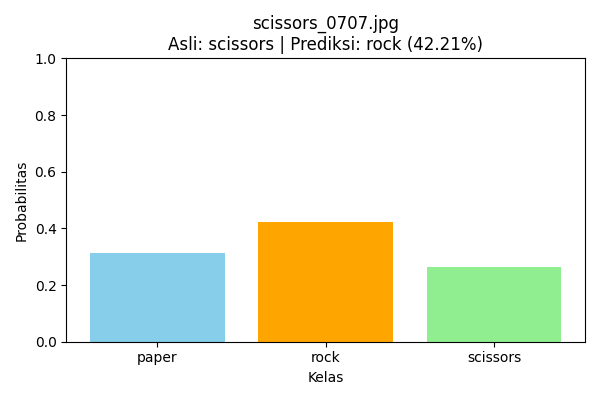 scissors_0707.jpg
Asli: scissors | Prediksi: rock (42.21%)
1.0
0.8
0.6
0.4
0.2
0.0
Probabilitas
paper rock scissors
Kelas